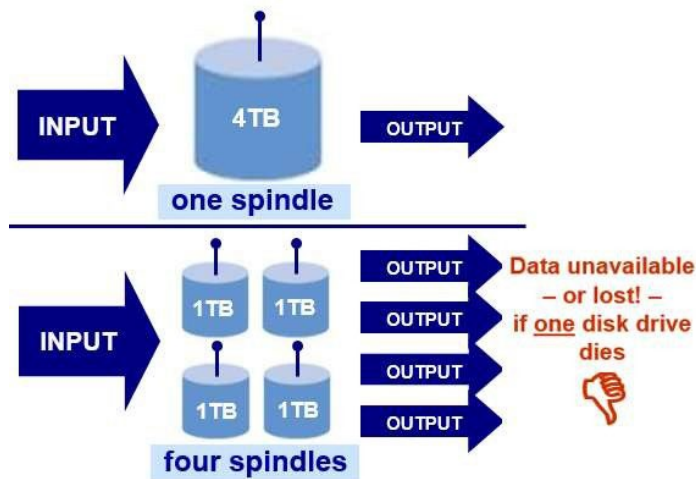 INPUT
4TB
OUTPUT
one spindle
INPUT
1TB
1TB
1TB
1TB
four spindles
OUTPUT
OUTPUT
OUTPUT
OUTPUT
Data unavailable
– or lost! –
if one disk drive
dies